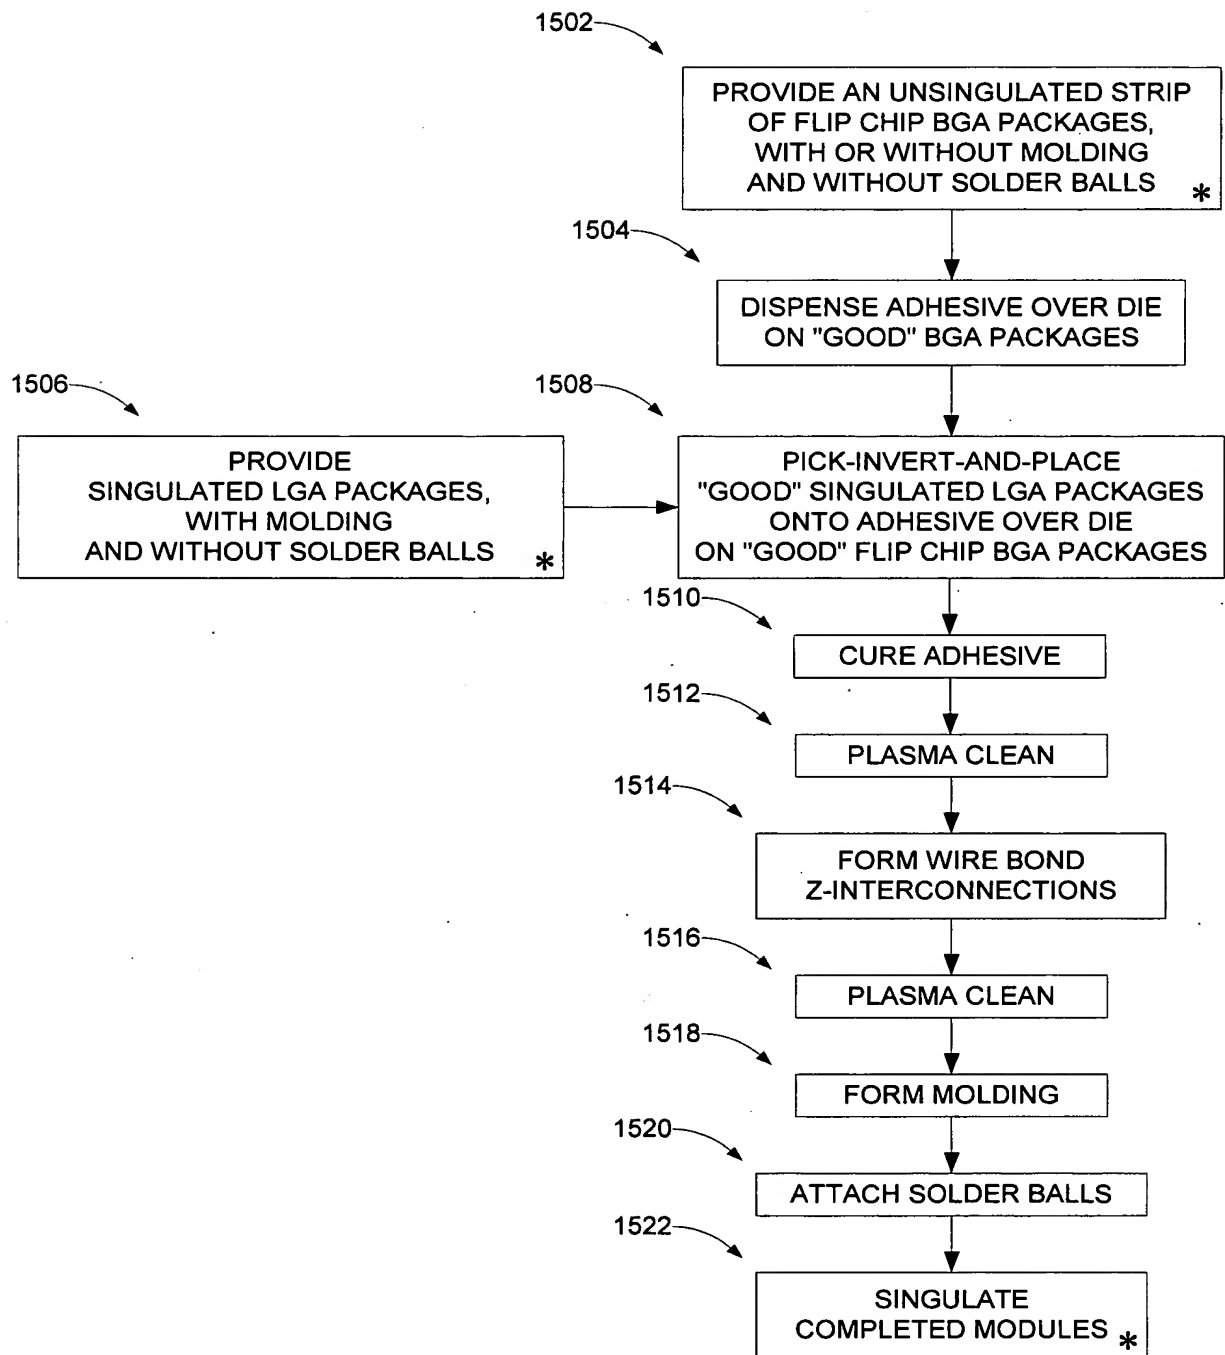 1502
PROVIDE AN UNSINGULATED STRIP
OF FLIP CHIP BGA PACKAGES,
WITH OR WITHOUT MOLDING
AND WITHOUT SOLDER BALLS *
1504
DISPENSE ADHESIVE OVER DIE
ON "GOOD" BGA PACKAGES
1506
PROVIDE
SINGULATED LGA PACKAGES,
WITH MOLDING
AND WITHOUT SOLDER BALLS *
1508
PICK-INVERT-AND-PLACE
"GOOD" SINGULATED LGA PACKAGES
ONTO ADHESIVE OVER DIE
ON "GOOD" FLIP CHIP BGA PACKAGES
1510
CURE ADHESIVE
1512
PLASMA CLEAN
1514
FORM WIRE BOND
Z-INTERCONNECTIONS
1516
PLASMA CLEAN
1518
FORM MOLDING
1520
ATTACH SOLDER BALLS
1522
SINGULATE
COMPLETED MODULES *